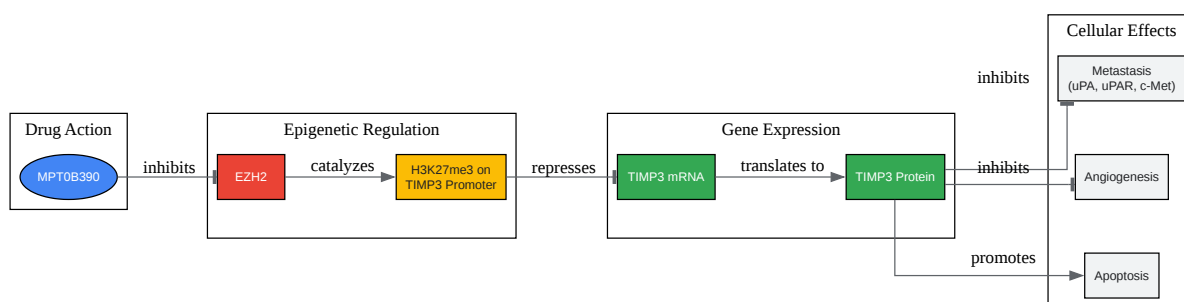 Drug Action
MPT0B390
inhibits
Epigenetic Regulation
EZH2
catalyzes
H3K27me3 on
TIMP3 Promoter
represses
Gene Expression
TIMP3 mRNA
translates to
TIMP3 Protein
inhibits
inhibits
promotes
Cellular Effects
Metastasis
(uPA, uPAR, c-Met)
Angiogenesis
Apoptosis